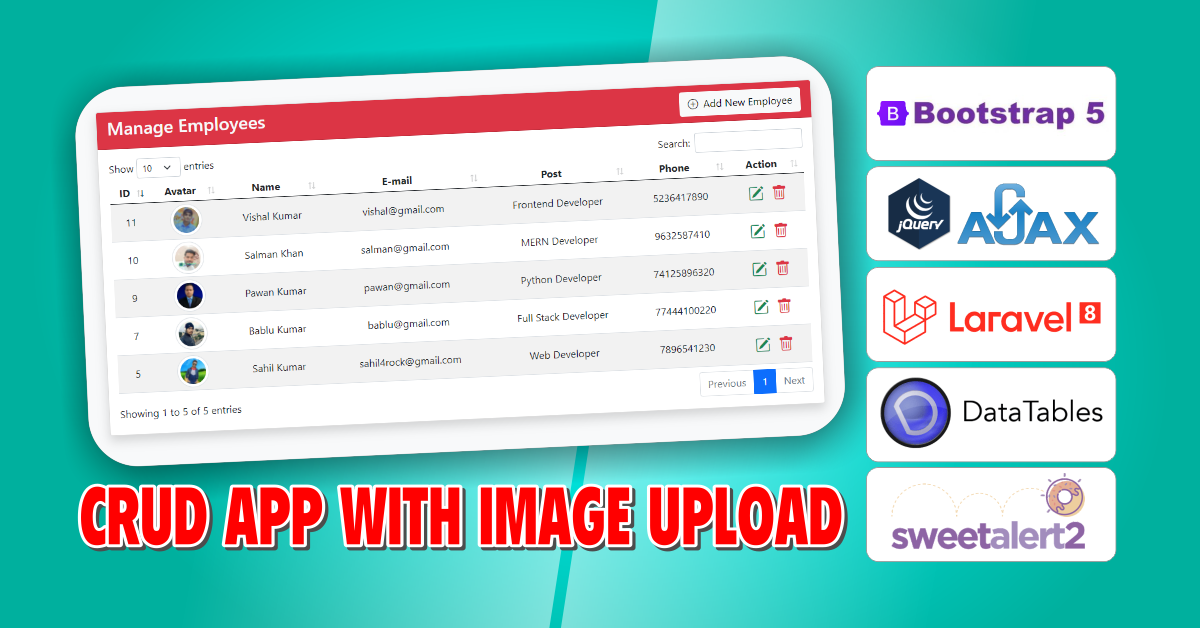 Manage Employees
Add New Employee
Show 10 entries
Search:
ID Avatar Name E-mail Post Phone Action
11 Vishal Kumar vishal@gmail.com Frontend Developer 5236417890
10 Salman Khan salman@gmail.com MERN Developer 9632587410
9 Pawan Kumar pawan@gmail.com Python Developer 74125896320
7 Bablu Kumar bablu@gmail.com Full Stack Developer 77444100220
5 Sahil Kumar sahil4rock@gmail.com Web Developer 7896541230
Showing 1 to 5 of 5 entries
Previous 1 Next
CRUD APP WITH IMAGE UPLOAD
B Bootstrap 5
jQuery AJAX
Laravel 8
DataTables
sweetalert2